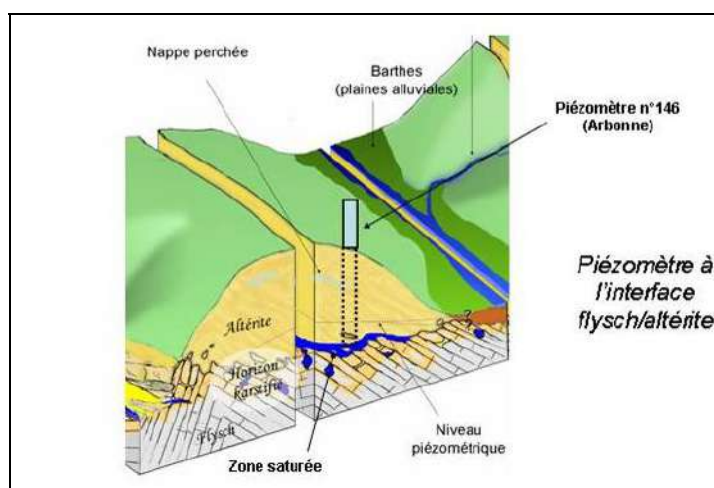 Nappe perchée
Barthes
(plaines alluviales)
Piézomètre n°146
(Arbonne)
Piézomètre à
l'interface
flysch/altérite
Altérite
?
Horizon
karstifié
Flysch
Niveau
piézométrique
Zone saturée